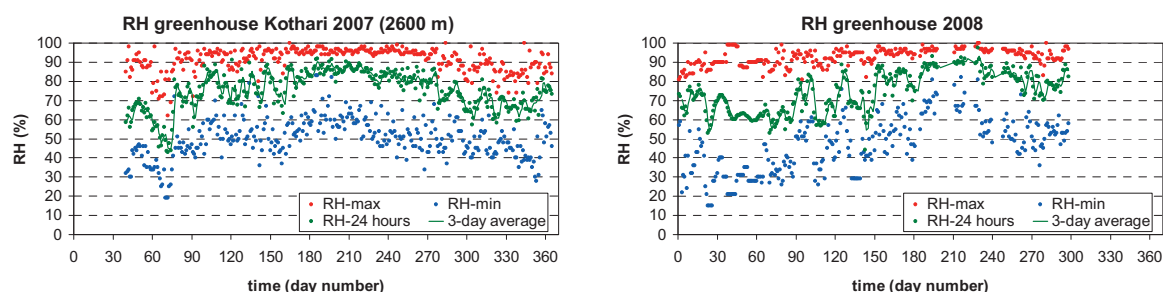 RH greenhouse Kothari 2007 (2600 m)
100
90
80
70
60
50
40
30
20
10
0
RH (%)
RH-max
RH-min
RH-24 hours
3-day average
0 30 60 90 120 150 180 210 240 270 300 330 360
time (day number)
RH greenhouse 2008
100
90
80
70
60
50
40
30
20
10
0
RH (%)
RH-max
RH-min
RH-24 hours
3-day average
0 30 60 90 120 150 180 210 240 270 300 330 360
time (day number)